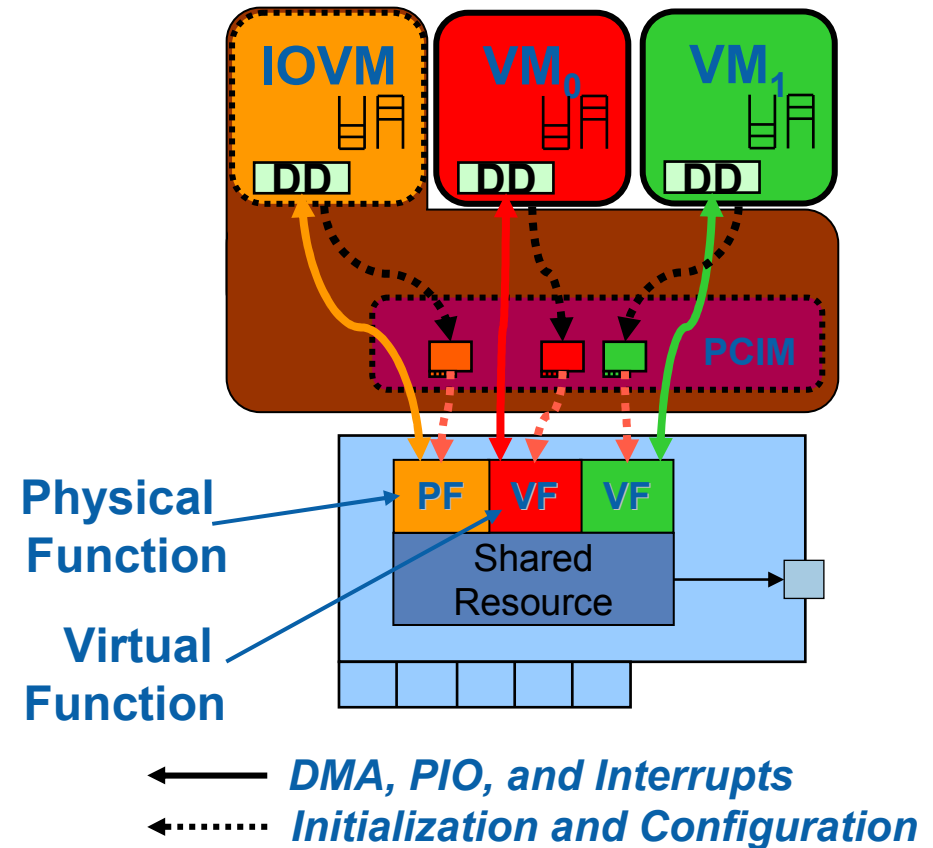 IOVM
VM0
VM1
DD
DD
DD
PCIM
PF
VF
VF
Physical
Function
Shared
Resource
Virtual
Function
DMA, PIO, and Interrupts
Initialization and Configuration